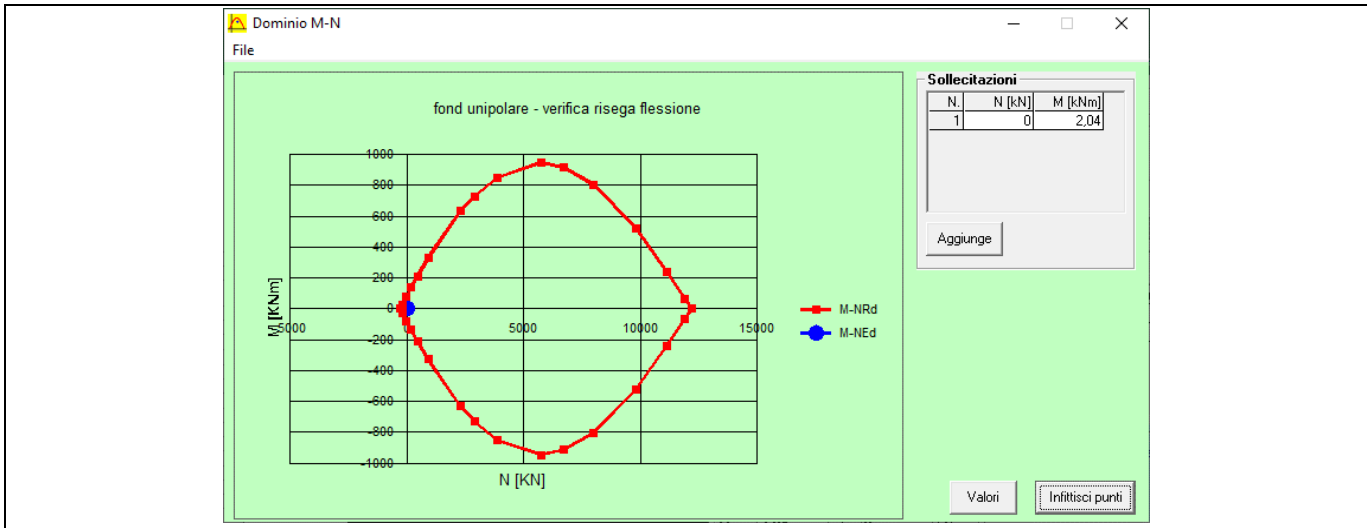 Dominio M-N
File
fond unipolare - verifica risega flessione
1000
800
600
400
200
0
-200
-400
-600
-800
-1000
-5000
0
5000
10000
15000
M [KNm]
N [KN]
M-NRd
M-NEd
Sollecitazioni
N. N [kN] M [kNm]
1 0 2,04
Aggiunge
Valori
Infittisci punti